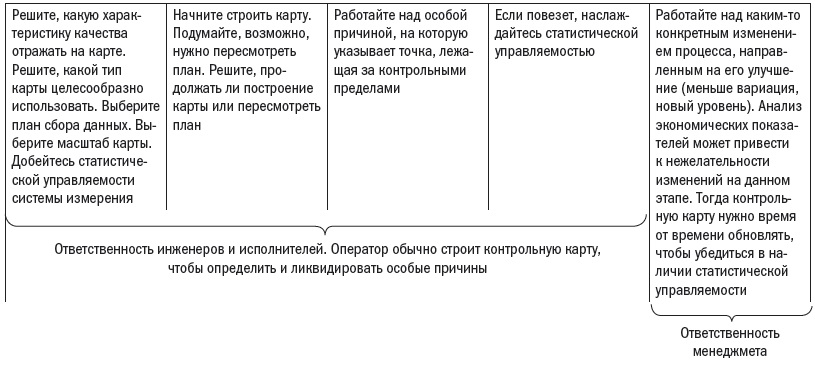 Решите, какую харак-
теристику качества
отражать на карте.
Решите, какой тип
карты целесообразно
использовать. Выберите
план сбора данных. Вы-
берите масштаб карты.
Добейтесь статистиче-
ской управляемости
системы измерения
Начните строить карту.
Подумайте, возможно,
нужно пересмотреть
план. Решите, про-
должать ли построение
карты или пересмотреть
план
Работайте над особой
причиной, на которую
указывает точка, лежа-
щая за контрольными
пределами
Если повезет, наслаж-
дайтесь статистической
управляемостью
Работайте над каким-то
конкретным изменени-
ем процесса, направ-
ленным на его улучше-
ние (меньше вариация,
новый уровень). Анализ
экономических показа-
телей может привести
к нежелательности
изменений на данном
этапе. Тогда контроль-
ную карту нужно время
от времени обновлять,
чтобы убедиться в на-
личии статистической
управляемости
Ответственность инженеров и исполнителей. Оператор обычно строит контрольную карту,
чтобы определить и ликвидировать особые причины
Ответственность
менеджмета